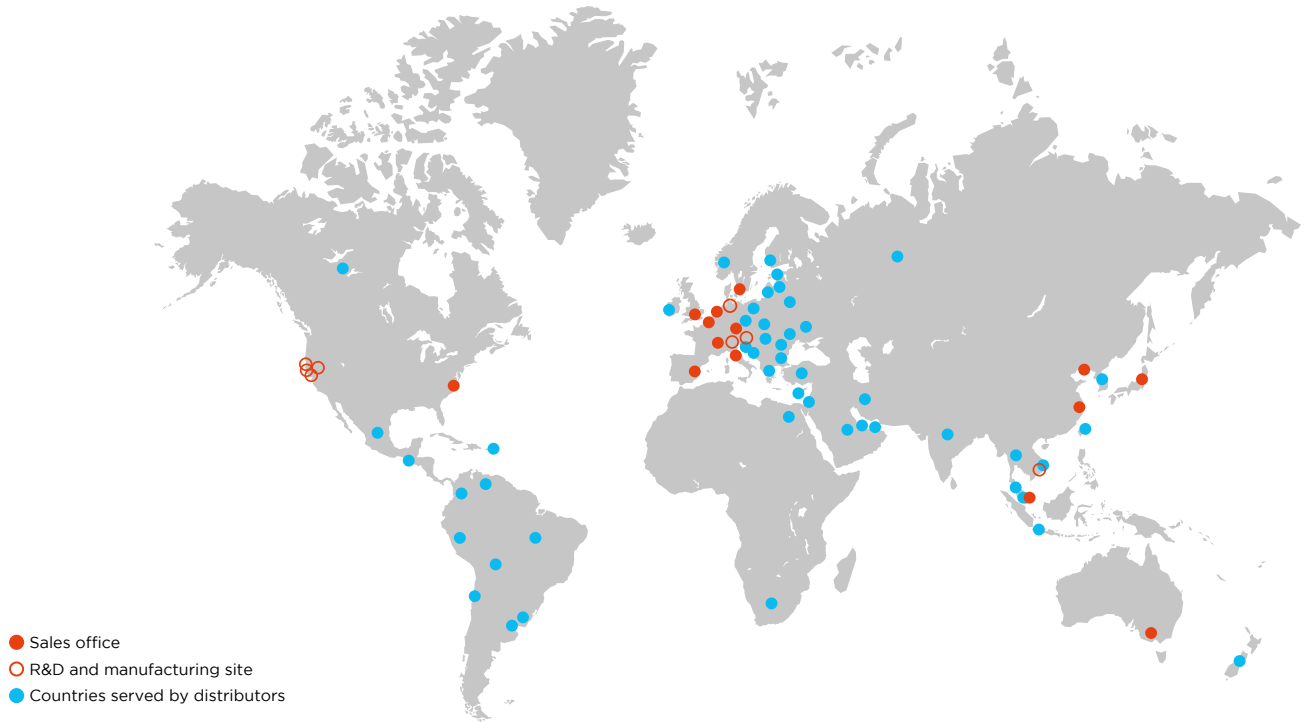 Sales office
R&D and manufacturing site
Countries served by distributors